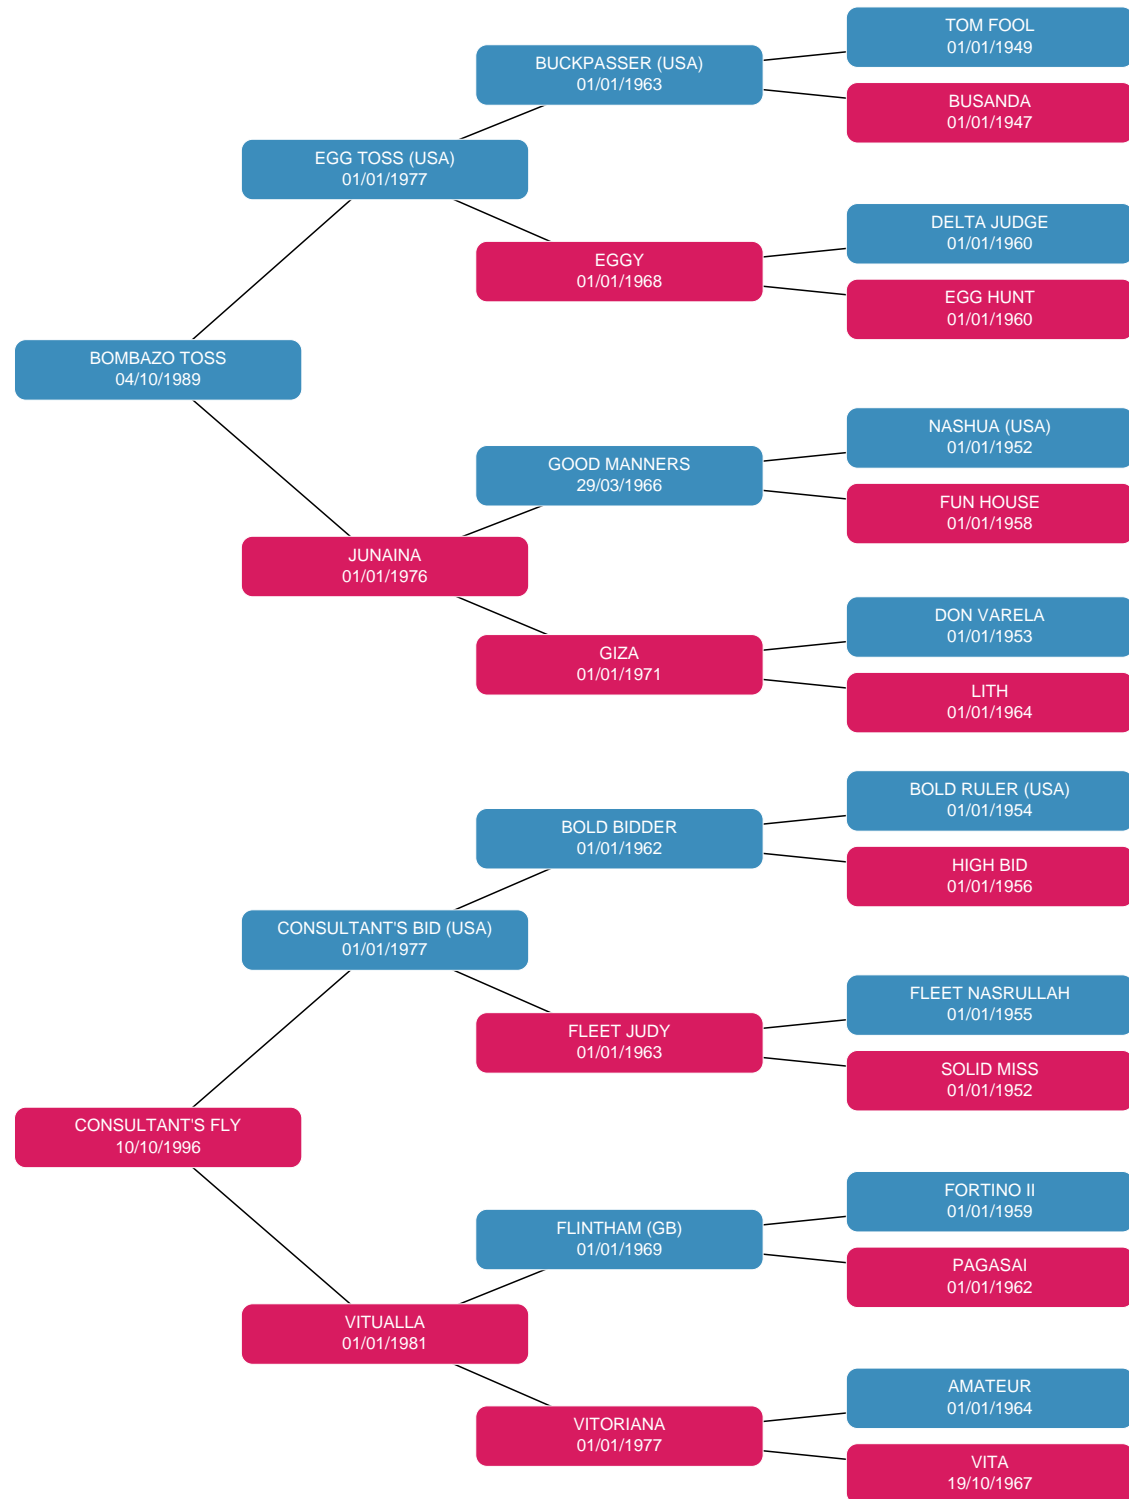 TOM FOOL
01/01/1949
BUCKPASSER (USA)
01/01/1963
BUSANDA
01/01/1947
EGG TOSS (USA)
01/01/1977
DELTA JUDGE
01/01/1960
EGGY
01/01/1968
EGG HUNT
01/01/1960
BOMBAZO TOSS
04/10/1989
NASHUA (USA)
01/01/1952
GOOD MANNERS
29/03/1966
FUN HOUSE
01/01/1958
JUNAINA
01/01/1976
DON VARELA
01/01/1953
GIZA
01/01/1971
LITH
01/01/1964
BOLD RULER (USA)
01/01/1954
BOLD BIDDER
01/01/1962
HIGH BID
01/01/1956
CONSULTANT'S BID (USA)
01/01/1977
FLEET NASRULLAH
01/01/1955
FLEET JUDY
01/01/1963
SOLID MISS
01/01/1952
CONSULTANT'S FLY
10/10/1996
FORTINO II
01/01/1959
FLINTHAM (GB)
01/01/1969
PAGASAI
01/01/1962
VITUALLA
01/01/1981
AMATEUR
01/01/1964
VITORIANA
01/01/1977
VITA
19/10/1967